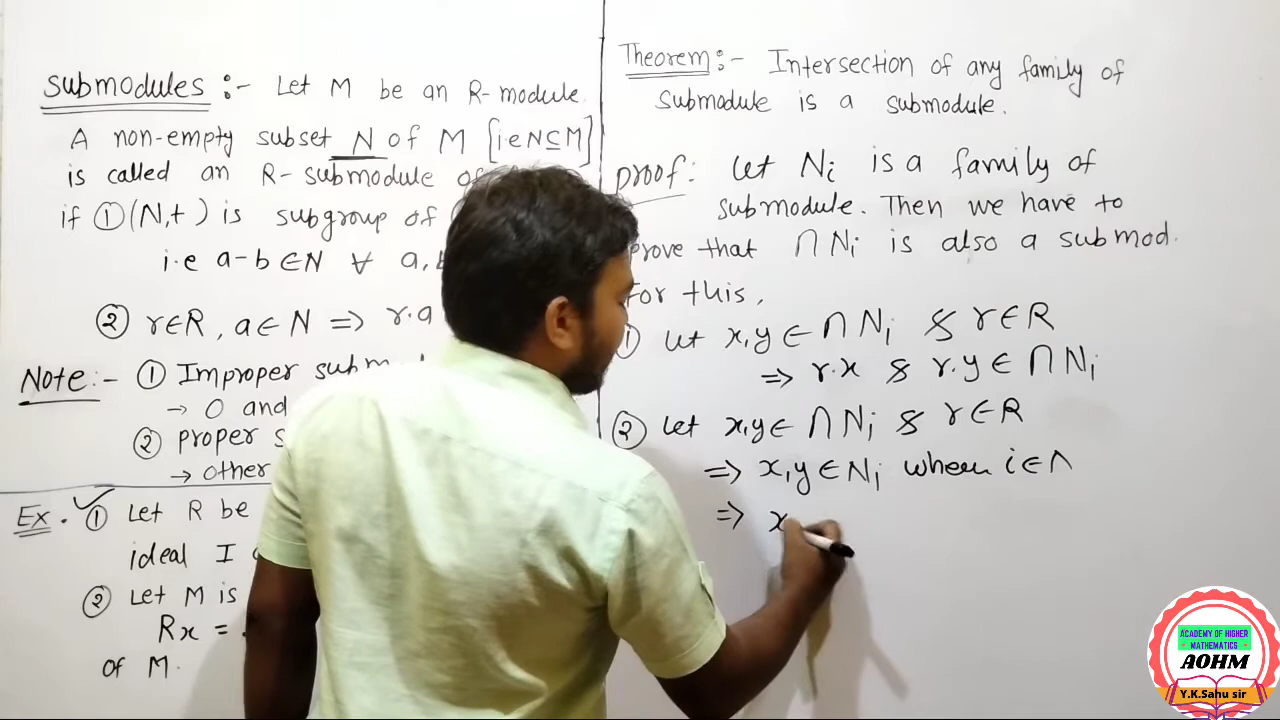 Submodules :- Let M be an R-module.
A non-empty subset N of M [i.e N⊆M]
is called an R-submodule of
if ① (N,+) is subgroup of
i.e a-b ∈ N ∀ a,
② r∈R, a∈N => r.a
Note:- ① Improper submod
→ 0 and
② proper s
→ other
Ex. ① Let R be
ideal I
② Let M is
Rx =
of M.
Theorem:- Intersection of any family of
submodule is a submodule.
proof: Let Ni is a family of
submodule. Then we have to
prove that ∩ Ni is also a submod.
For this,
① Let x,y ∈ ∩ Ni & r∈R
=> r.x & r.y ∈ ∩ Ni
② Let x,y ∈ ∩ Ni & r∈R
=> x,y ∈ Ni where i∈Λ
=> x
ACADEMY OF HIGHER
MATHEMATICS
AOHM
Y.K.Sahu sir